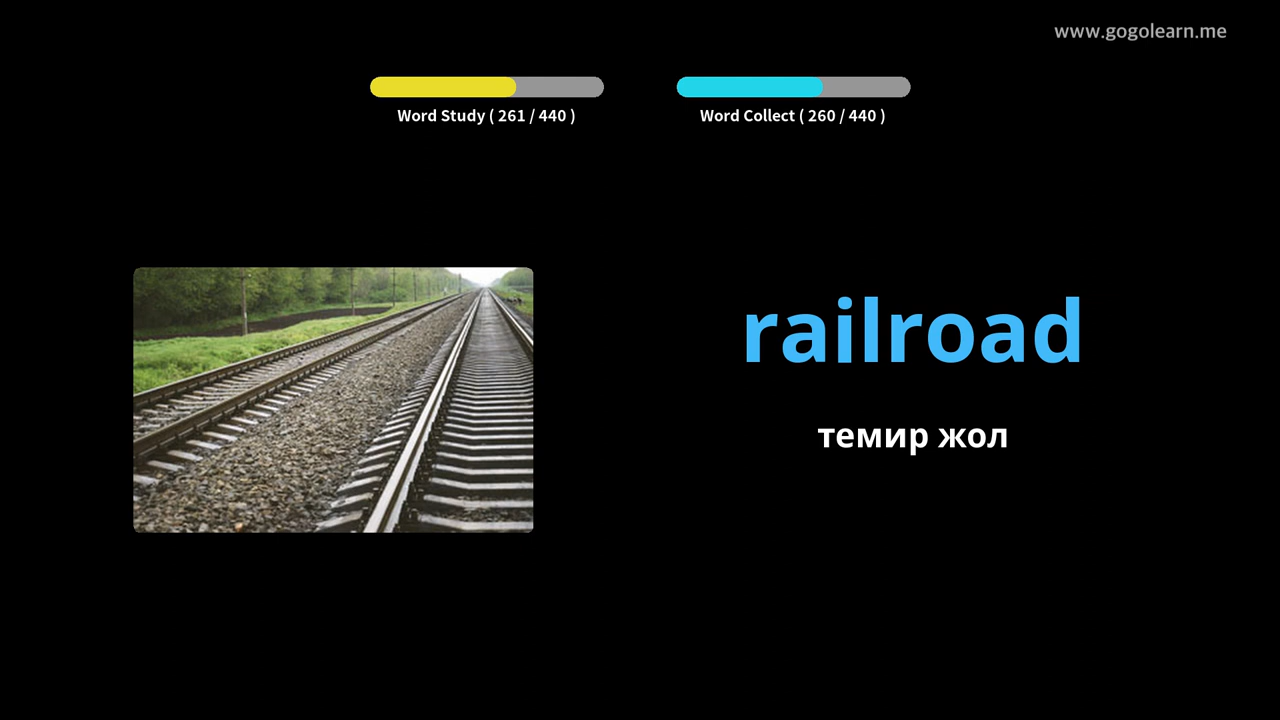 www.gogolearn.me
Word Study ( 261 / 440 )
Word Collect ( 260 / 440 )
railroad
темир жол